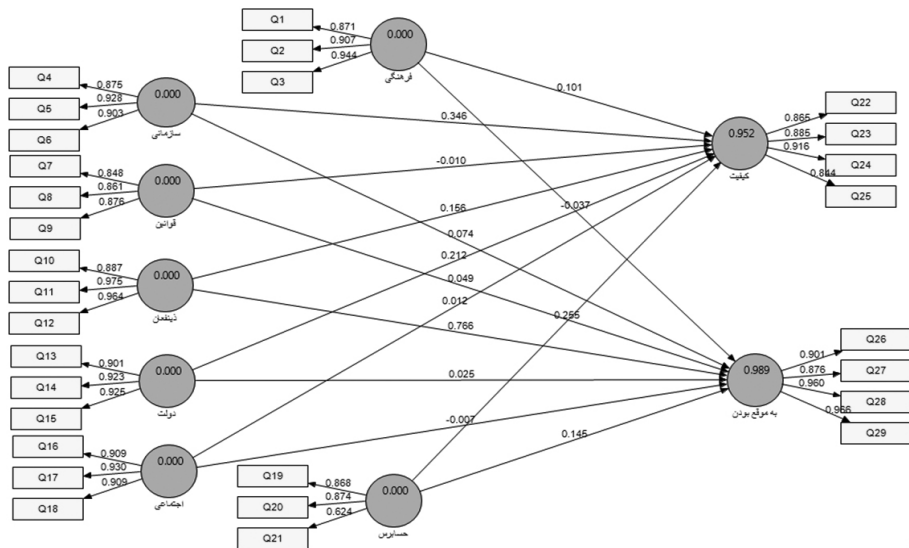 Q1
0.871
Q2
0.907
Q3
0.944
0.000
فرهنگی
Q4
0.875
Q5
0.928
Q6
0.903
0.000
سازمانی
Q7
0.848
Q8
0.861
Q9
0.876
0.000
قوانین
Q10
0.887
Q11
0.975
Q12
0.964
0.000
ذینفعان
Q13
0.901
Q14
0.923
Q15
0.925
0.000
دولت
Q16
0.909
Q17
0.930
Q18
0.909
0.000
اجتماعی
Q19
0.868
Q20
0.874
Q21
0.624
0.000
حسابرس
0.101
0.346
-0.010
0.156
-0.037
0.074
0.212
0.049
0.012
0.255
0.766
0.025
-0.007
0.145
0.952
کیفیت
0.865
Q22
0.885
Q23
0.916
Q24
0.844
Q25
0.989
به موقع بودن
0.901
Q26
0.876
Q27
0.960
Q28
0.966
Q29